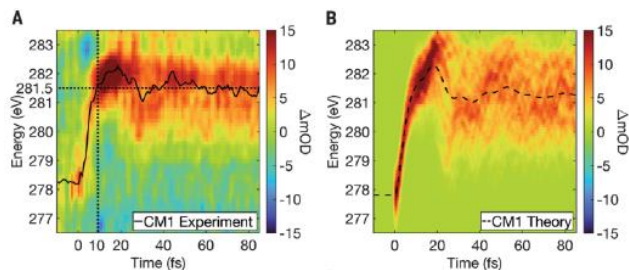 A
B
283
282
281.5
281
280
279
278
277
Energy (eV)
0 10 20 40 60 80
Time (fs)
CM1 Experiment
15
10
5
0
-5
-10
-15
ΔmOD
283
282
281
280
279
278
277
Energy (eV)
0 20 40 60 80
Time (fs)
CM1 Theory
15
10
5
0
-5
-10
-15
ΔmOD